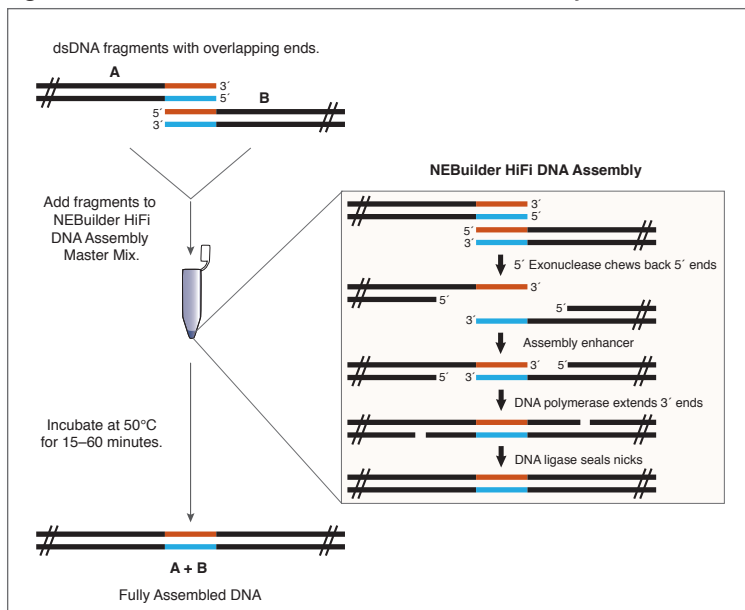 dsDNA fragments with overlapping ends.
A
3´
5´
B
5´
3´
Add fragments to
NEBuilder HiFi
DNA Assembly
Master Mix.
Incubate at 50°C
for 15–60 minutes.
A + B
Fully Assembled DNA
NEBuilder HiFi DNA Assembly
3´
5´
5´
3´
5´ Exonuclease chews back 5´ ends
3´
5´
5´
3´
Assembly enhancer
3´ 5´
5´ 3´
DNA polymerase extends 3´ ends
DNA ligase seals nicks